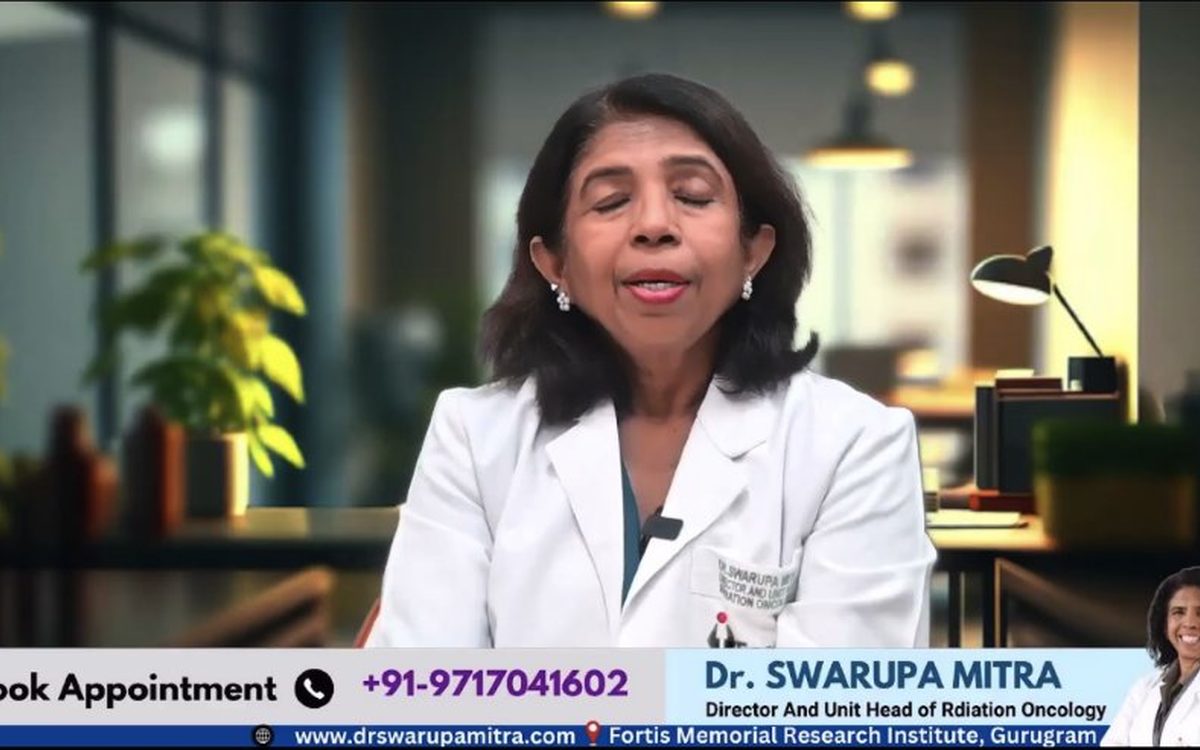 SWARUPA
ook Appointment
+91-9717041602
Dr. SWARUPA MITRA
Director And Unit Head of Rdiation Oncology
www.drswarupamitra.com
Fortis Memorial Research Institute, Gurugram